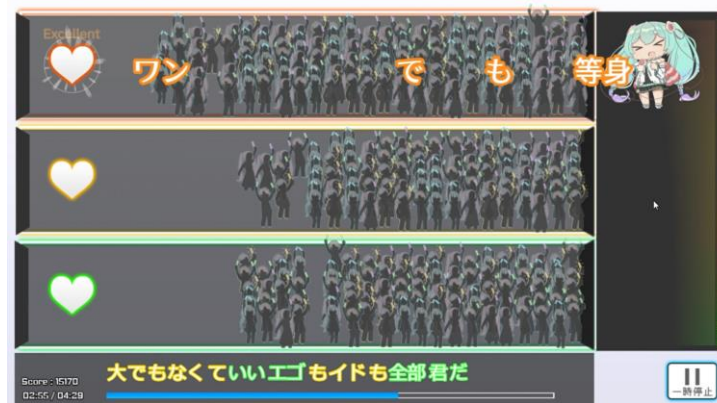 Excellent
ワン でも 等身
大でもなくていいエゴもイドも全部君だ
Score : 15170
02:55 / 04:29
一時停止